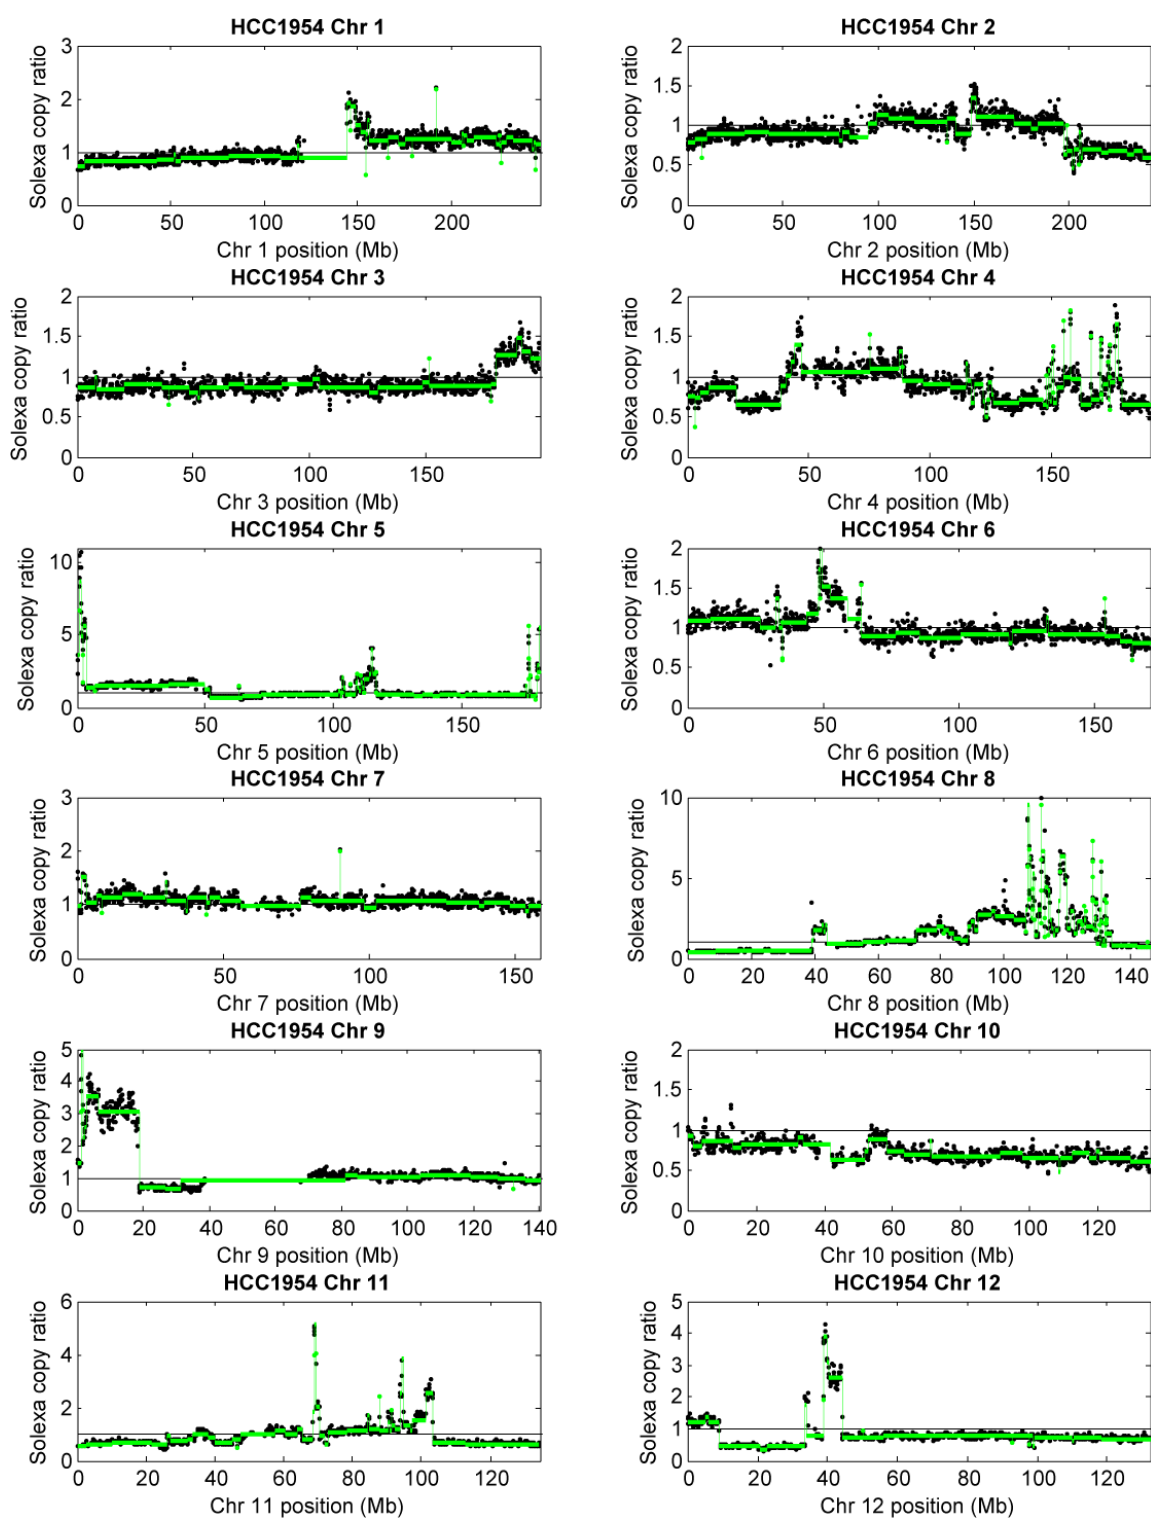 HCC1954 Chr 1
Solexa copy ratio
3
2
1
0
0 50 100 150 200
Chr 1 position (Mb)
HCC1954 Chr 2
Solexa copy ratio
2
1.5
1
0.5
0
0 50 100 150 200
Chr 2 position (Mb)
HCC1954 Chr 3
Solexa copy ratio
2
1.5
1
0.5
0
0 50 100 150
Chr 3 position (Mb)
HCC1954 Chr 4
Solexa copy ratio
2
1.5
1
0.5
0
0 50 100 150
Chr 4 position (Mb)
HCC1954 Chr 5
Solexa copy ratio
10
5
1
0
0 50 100 150
Chr 5 position (Mb)
HCC1954 Chr 6
Solexa copy ratio
2
1.5
1
0.5
0
0 50 100 150
Chr 6 position (Mb)
HCC1954 Chr 7
Solexa copy ratio
3
2
1
0
0 50 100 150
Chr 7 position (Mb)
HCC1954 Chr 8
Solexa copy ratio
10
5
1
0
0 20 40 60 80 100 120 140
Chr 8 position (Mb)
HCC1954 Chr 9
Solexa copy ratio
5
4
3
2
1
0
0 20 40 60 80 100 120 140
Chr 9 position (Mb)
HCC1954 Chr 10
Solexa copy ratio
2
1.5
1
0.5
0
0 20 40 60 80 100 120
Chr 10 position (Mb)
HCC1954 Chr 11
Solexa copy ratio
6
4
2
1
0
0 20 40 60 80 100 120
Chr 11 position (Mb)
HCC1954 Chr 12
Solexa copy ratio
5
4
3
2
1
0
0 20 40 60 80 100 120
Chr 12 position (Mb)